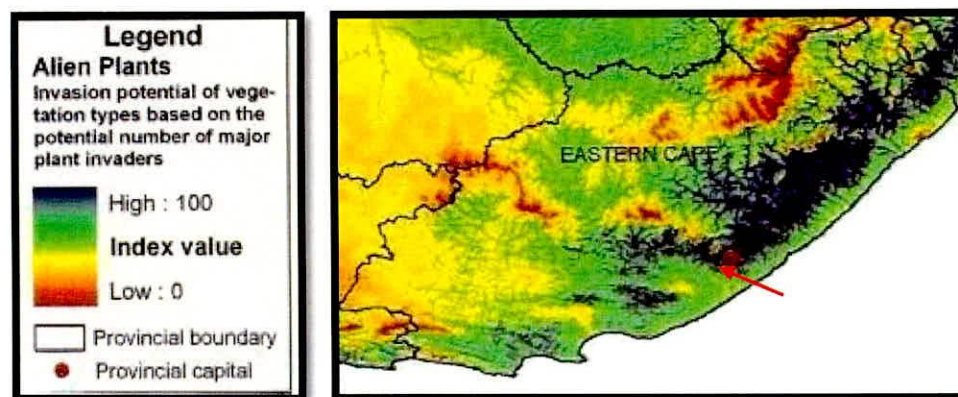 Legend
Alien Plants
Invasion potential of vege-
tation types based on the
potential number of major
plant invaders
High : 100
Index value
Low : 0
Provincial boundary
Provincial capital
EASTERN CAPE